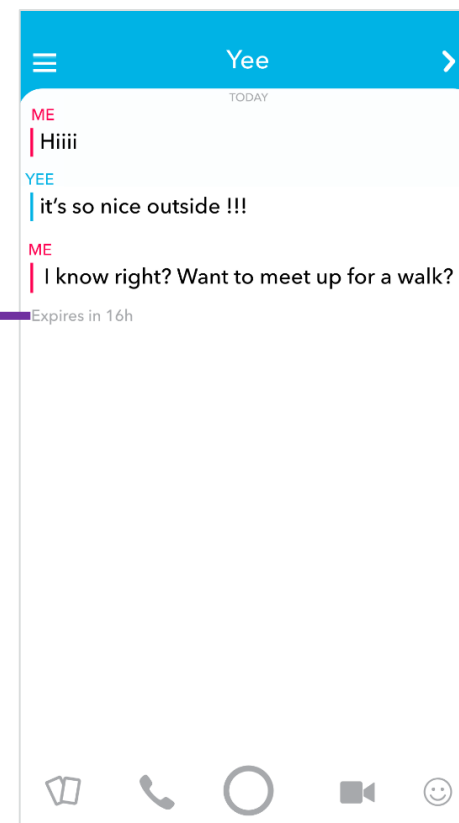 Yee
TODAY
ME
Hiiii
YEE
it's so nice outside !!!
ME
I know right? Want to meet up for a walk?
Expires in 16h